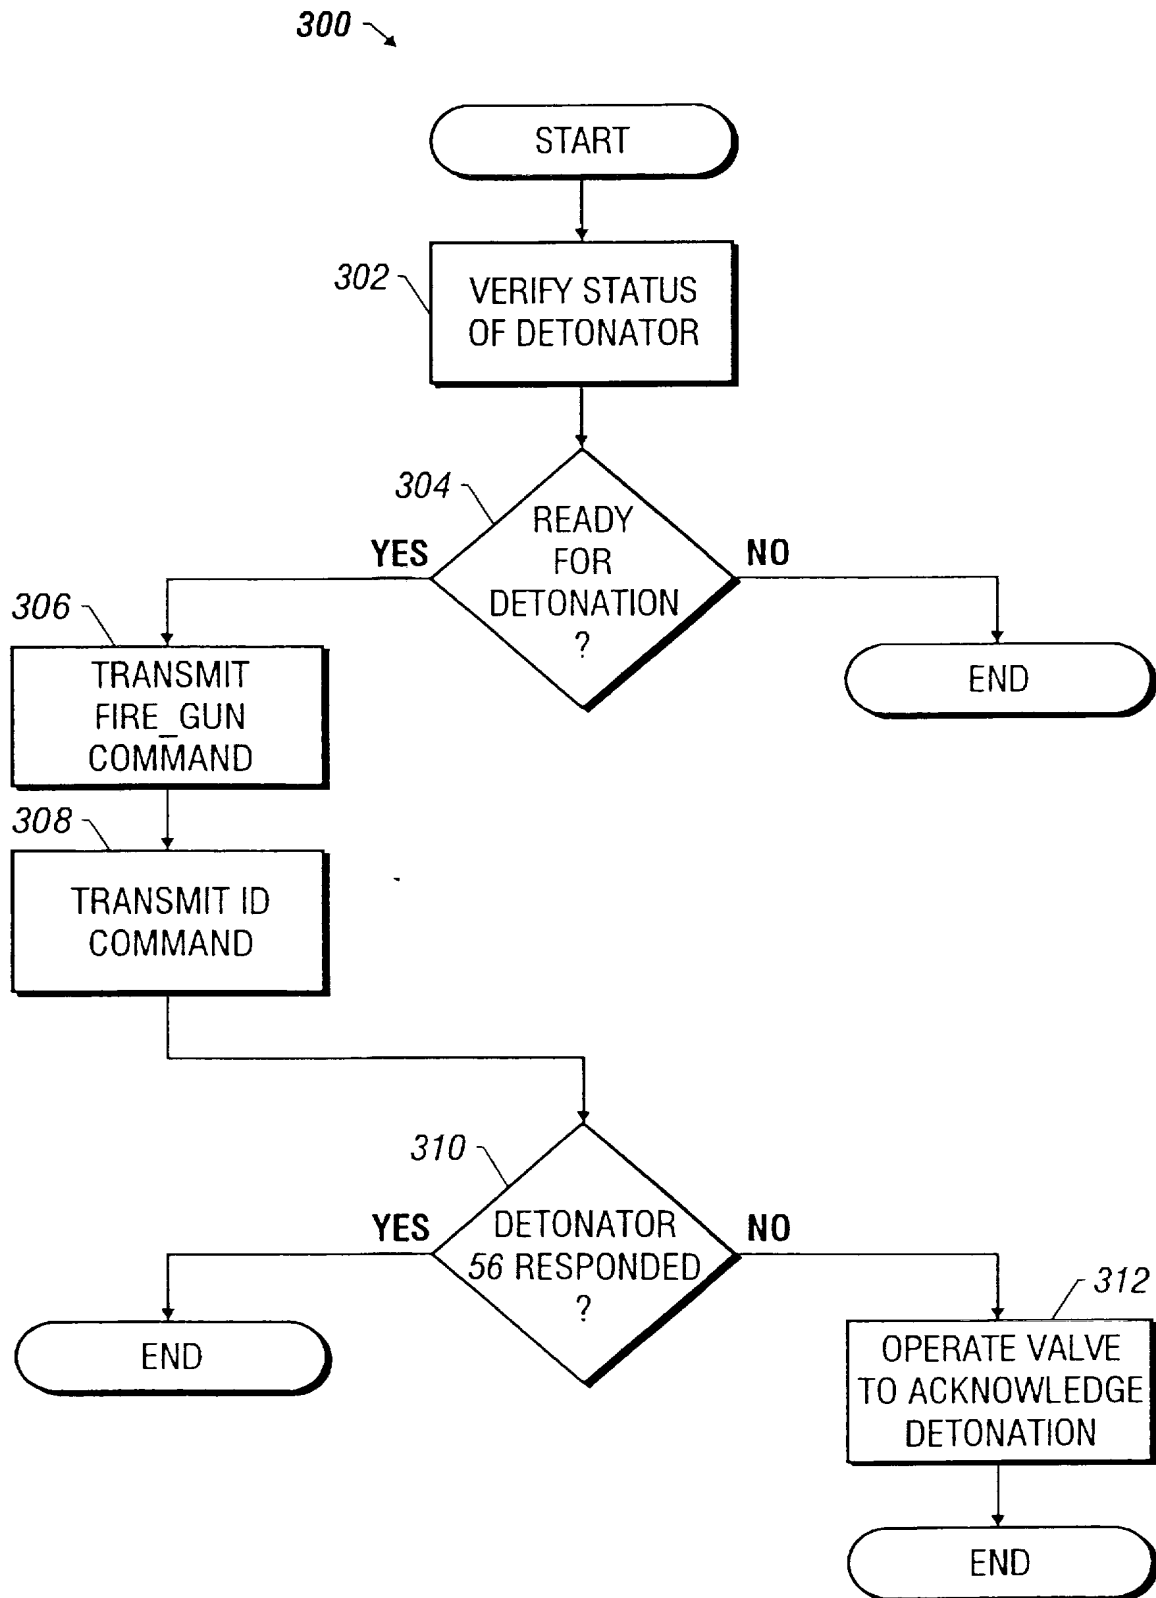 300
START
302
VERIFY STATUS
OF DETONATOR
304
READY
FOR
DETONATION
?
YES
NO
306
TRANSMIT
FIRE_GUN
COMMAND
END
308
TRANSMIT ID
COMMAND
310
DETONATOR
56 RESPONDED
?
YES
NO
END
312
OPERATE VALVE
TO ACKNOWLEDGE
DETONATION
END